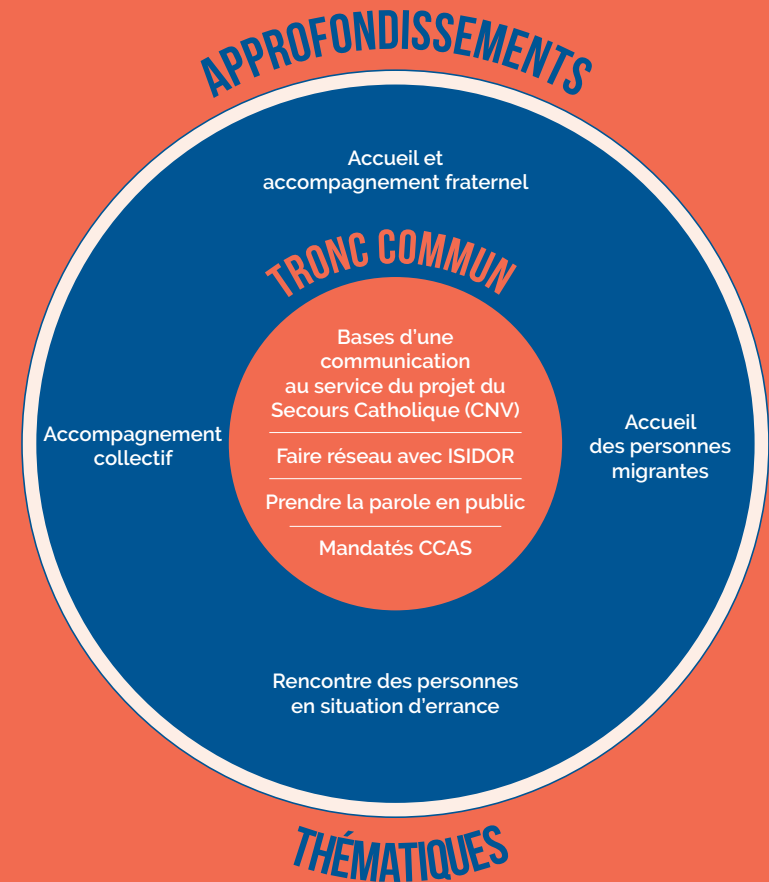 APPROFONDISSEMENTS
Accueil et
accompagnement fraternel
TRONC COMMUN
Bases d'une
communication
au service du projet du
Secours Catholique (CNV)
Faire réseau avec ISIDOR
Prendre la parole en public
Mandatés CCAS
Accompagnement
collectif
Accueil
des personnes
migrantes
Rencontre des personnes
en situation d'errance
THÉMATIQUES